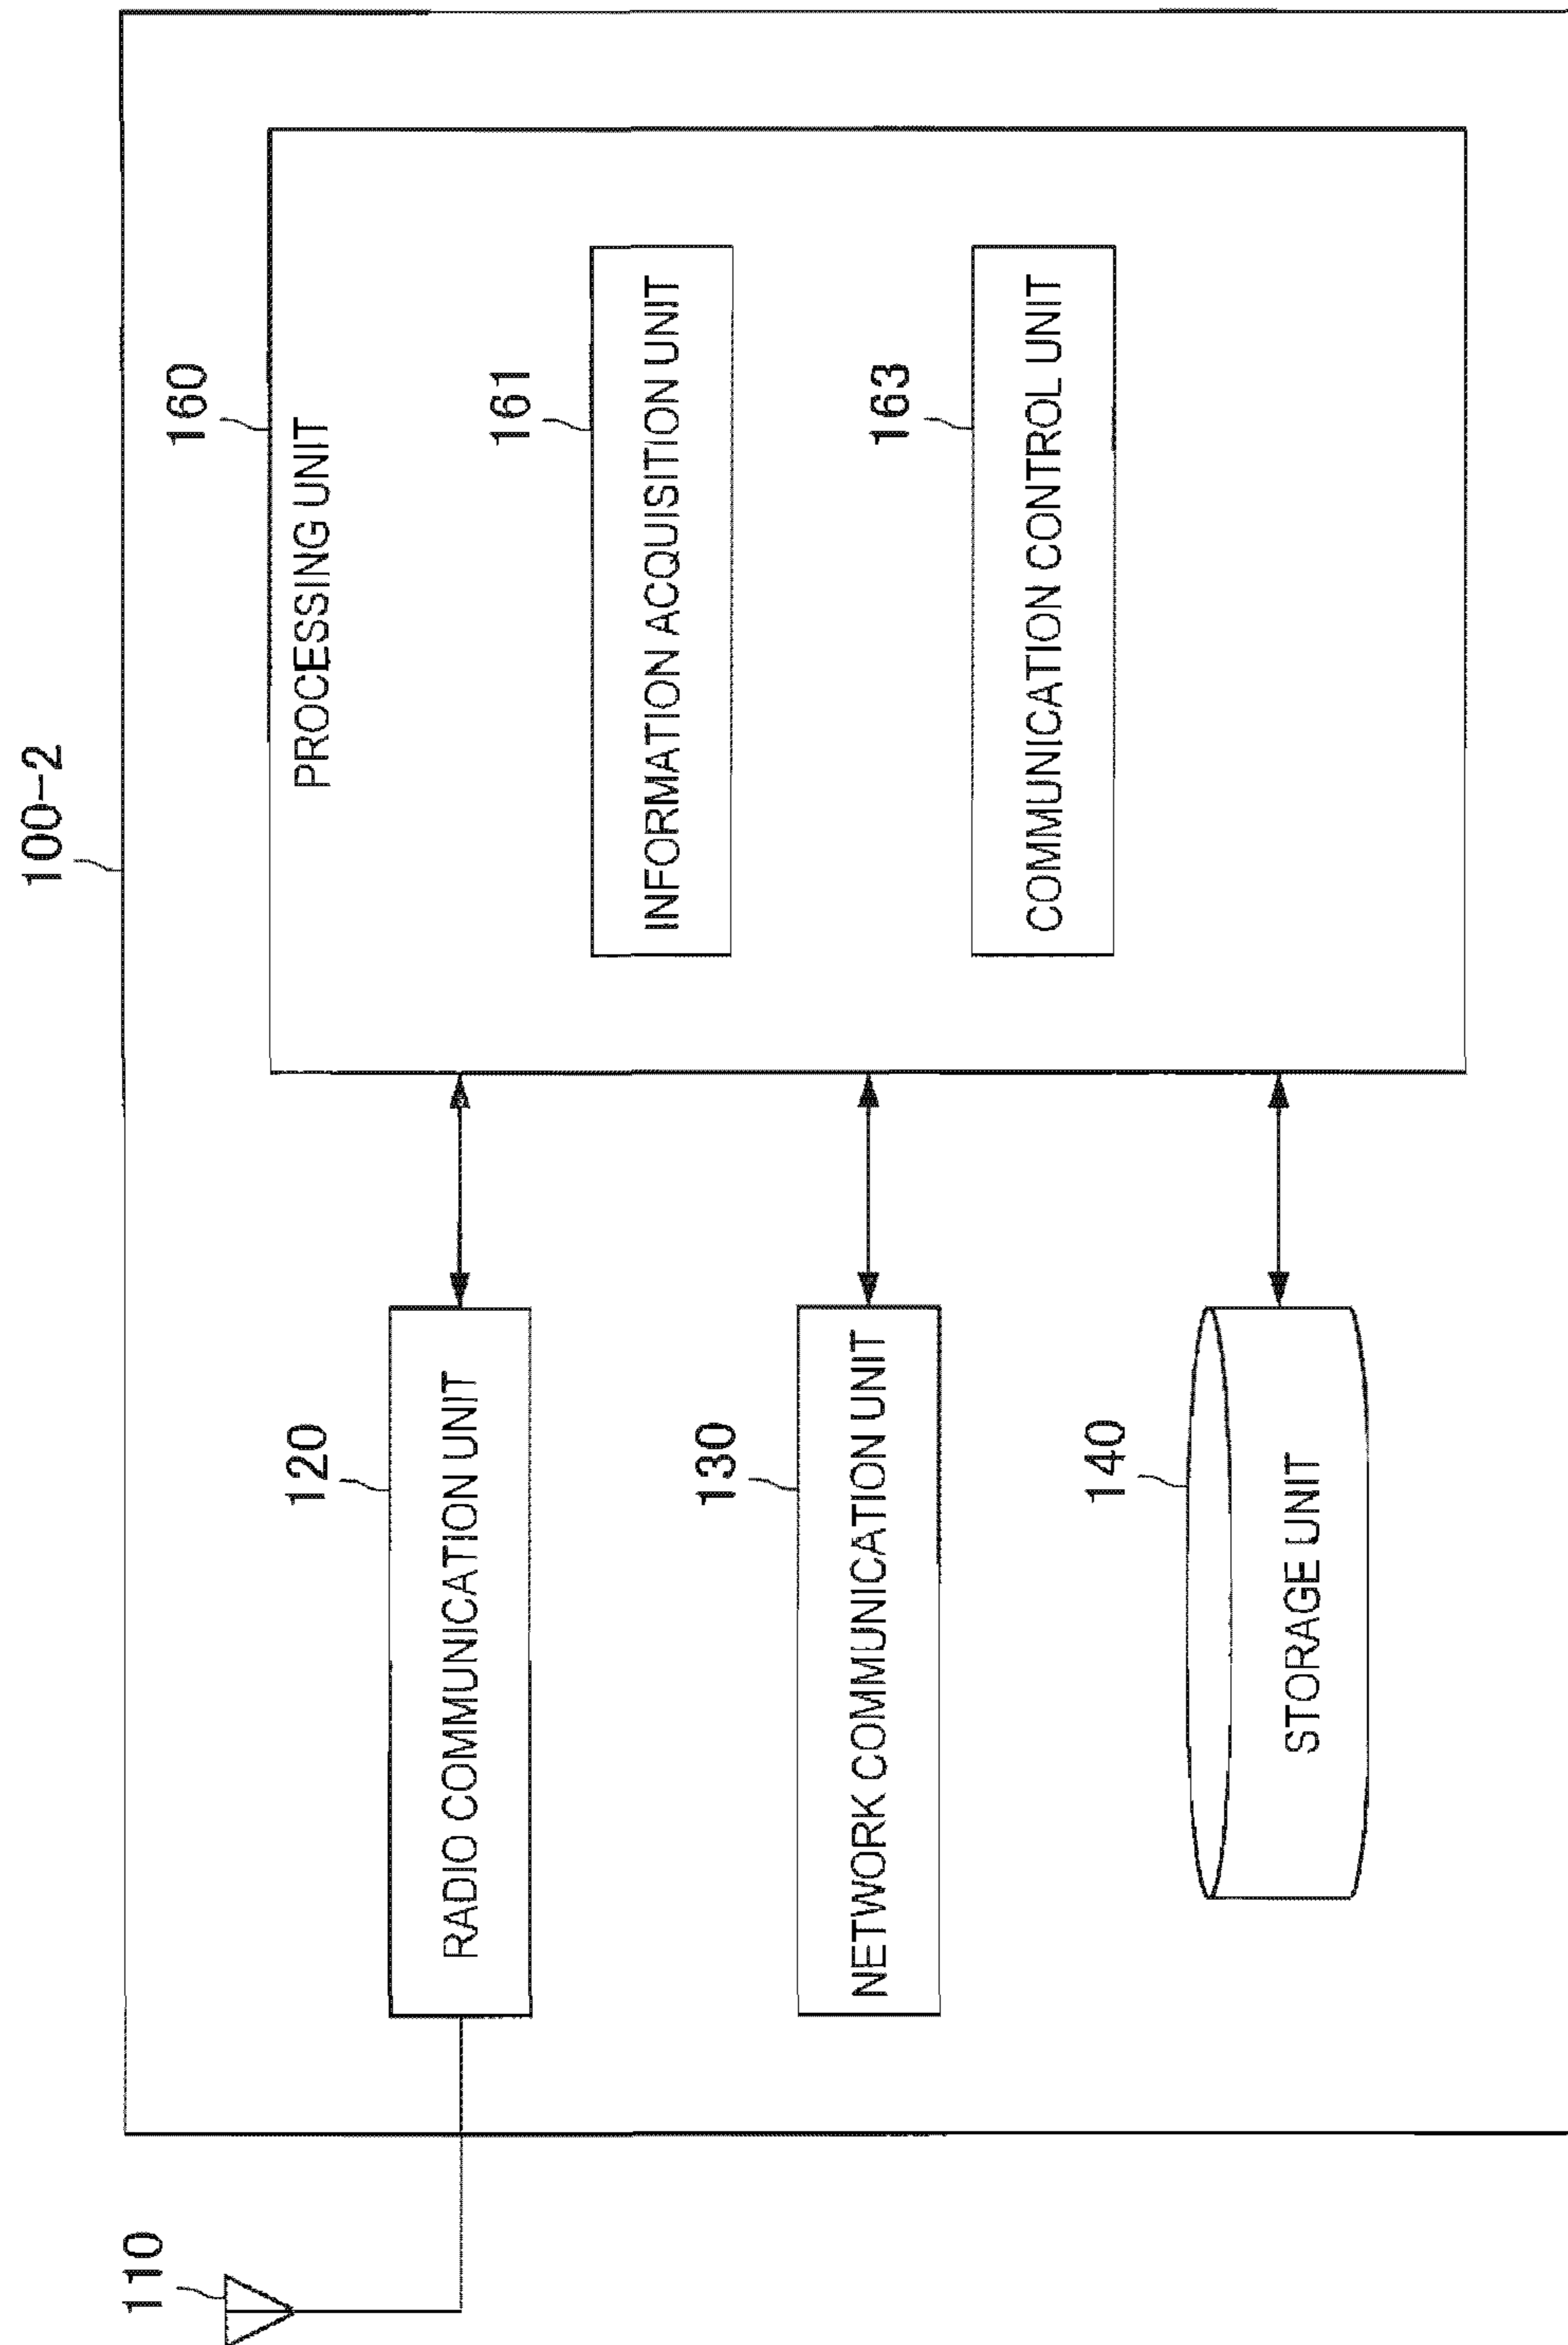 100-2
110
120
RADIO COMMUNICATION UNIT
130
NETWORK COMMUNICATION UNIT
140
STORAGE UNIT
160
PROCESSING UNIT
161
INFORMATION ACQUISITION UNIT
163
COMMUNICATION CONTROL UNIT